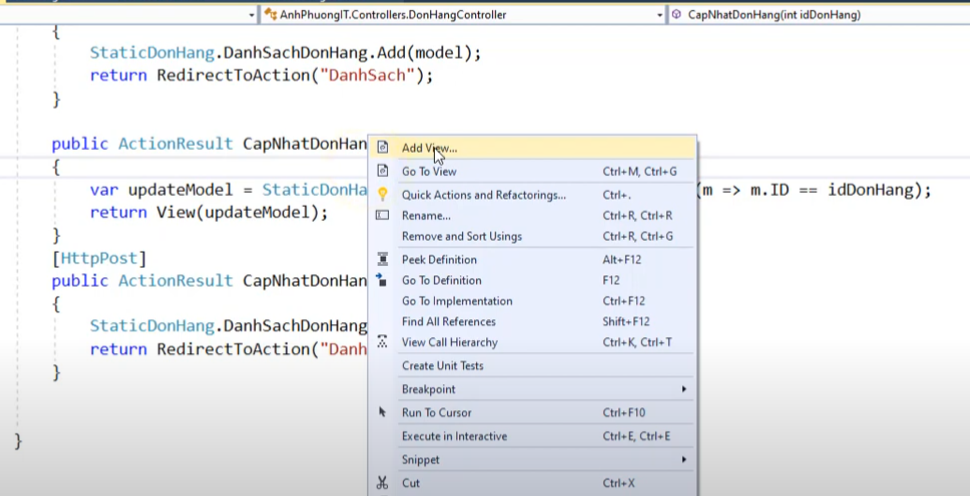 AnhPhuongIT.Controllers.DonHangController
CapNhatDonHang(int idDonHang)
{
StaticDonHang.DanhSachDonHang.Add(model);
return RedirectToAction("DanhSach");
}
public ActionResult CapNhatDonHan
{
var updateModel = StaticDonHa (m => m.ID == idDonHang);
return View(updateModel);
}
[HttpPost]
public ActionResult CapNhatDonHan
{
StaticDonHang.DanhSachDonHang
return RedirectToAction("Danh
}
}
Add View...
Go To View Ctrl+M, Ctrl+G
Quick Actions and Refactorings... Ctrl+.
Rename... Ctrl+R, Ctrl+R
Remove and Sort Usings Ctrl+R, Ctrl+G
Peek Definition Alt+F12
Go To Definition F12
Go To Implementation Ctrl+F12
Find All References Shift+F12
View Call Hierarchy Ctrl+K, Ctrl+T
Create Unit Tests
Breakpoint
Run To Cursor Ctrl+F10
Execute in Interactive Ctrl+E, Ctrl+E
Snippet
Cut Ctrl+X